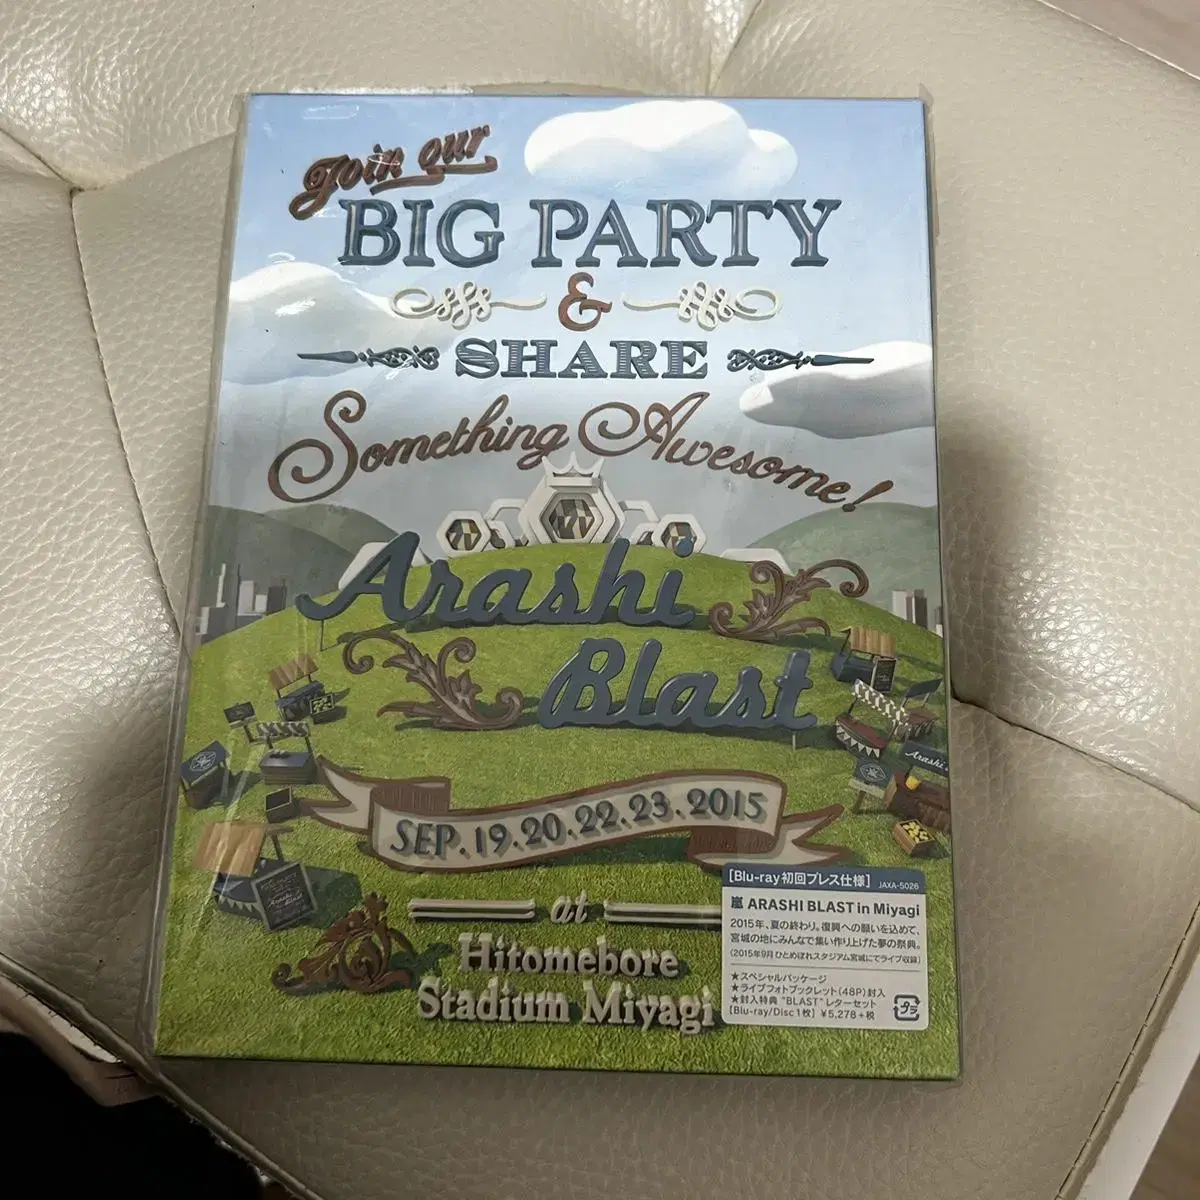 Join our
BIG PARTY
&
SHARE
Something Awesome!
Arashi
Blast
Arashi
SEP.19.20.22.23.2015
Arashi
Blast
at
Hitomebore
Stadium Miyagi
[Blu-ray初回プレス仕様] JAXA-5026
嵐 ARASHI BLAST in Miyagi
2015年、夏の終わり。復興への願いを込めて、
宮城の地にみんなで集い作り上げた夢の祭典。
(2015年9月 ひとめぼれスタジアム宮城にてライブ収録)
★スペシャルパッケージ
★ライブフォトブックレット(48P)封入
★封入特典 "BLAST"レターセット
[Blu-ray/Disc1枚] ¥5,278+税
プラ